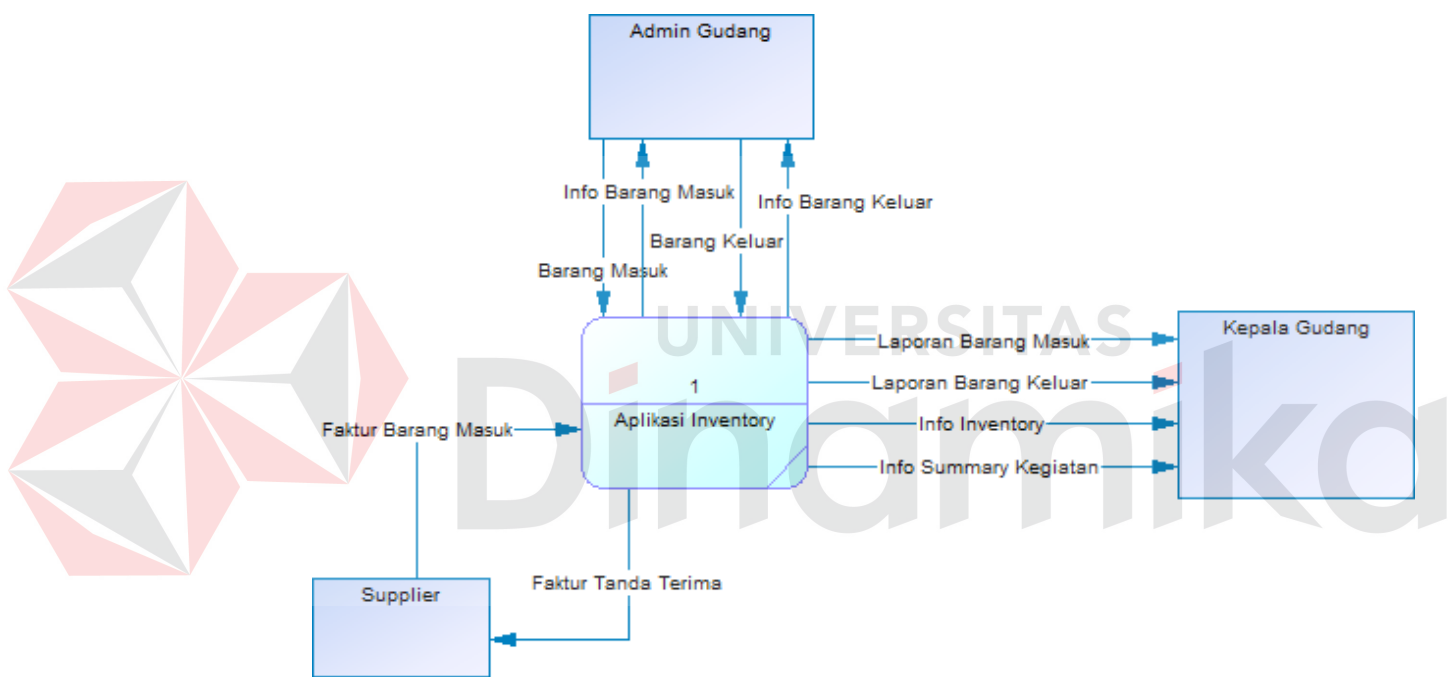 Admin Gudang
Info Barang Masuk
Info Barang Keluar
Barang Keluar
Barang Masuk
UNIVERSITAS
Dinamika
Kepala Gudang
Laporan Barang Masuk
1
Laporan Barang Keluar
Aplikasi Inventory
Info Inventory
Faktur Barang Masuk
Info Summary Kegiatan
Faktur Tanda Terima
Supplier